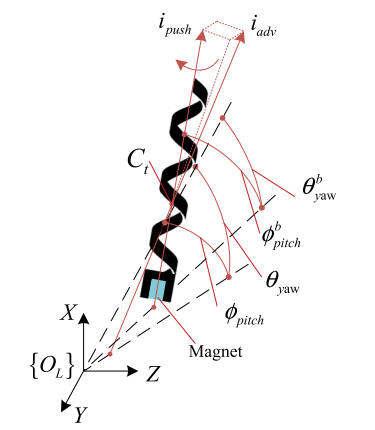 i_push i_adv
C_t
θ^b_yaw
ϕ^b_pitch
θ_yaw
ϕ_pitch
X
Magnet
{O_L} Z
Y